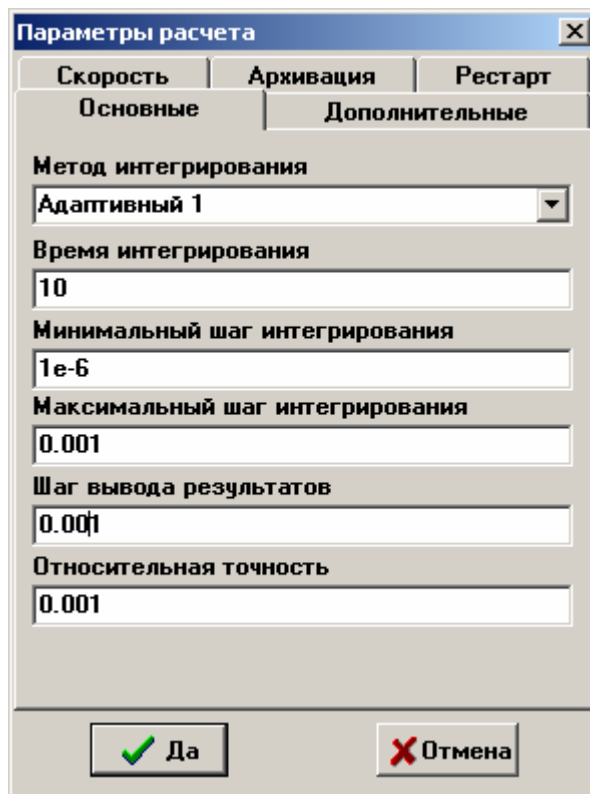 Параметры расчета
Скорость Архивация Рестарт
Основные Дополнительные
Метод интегрирования
Адаптивный 1
Время интегрирования
10
Минимальный шаг интегрирования
1e-6
Максимальный шаг интегрирования
0.001
Шаг вывода результатов
0.001
Относительная точность
0.001
Да Отмена